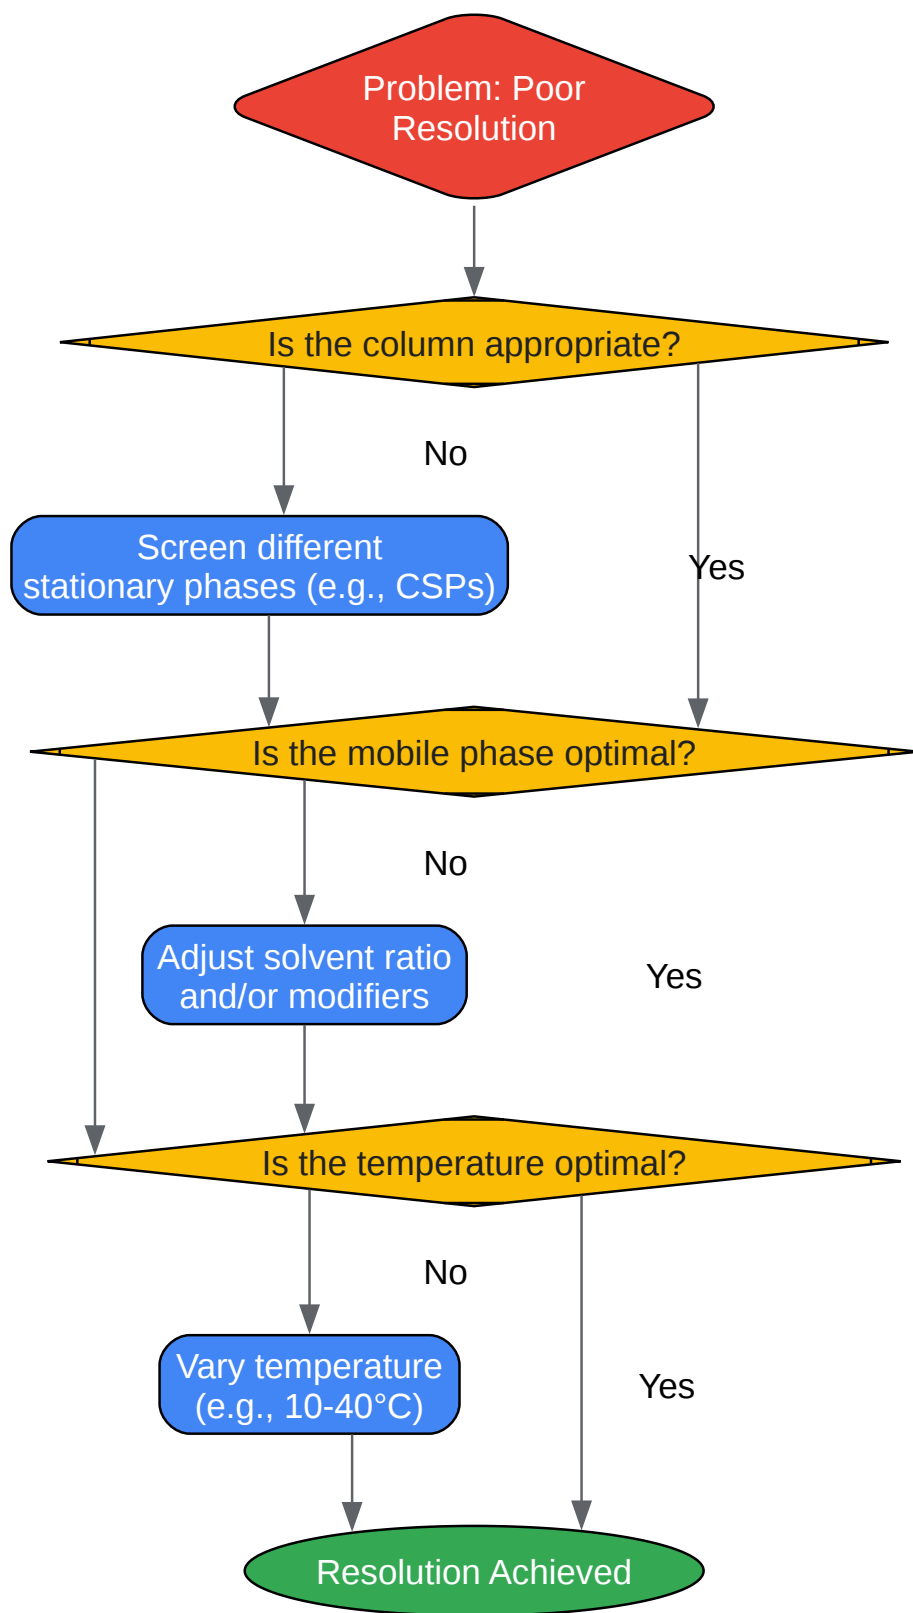 Problem: Poor
Resolution
Is the column appropriate?
No
Screen different
stationary phases (e.g., CSPs)
Yes
Is the mobile phase optimal?
No
Adjust solvent ratio
and/or modifiers
Yes
Is the temperature optimal?
No
Vary temperature
(e.g., 10-40°C)
Yes
Resolution Achieved